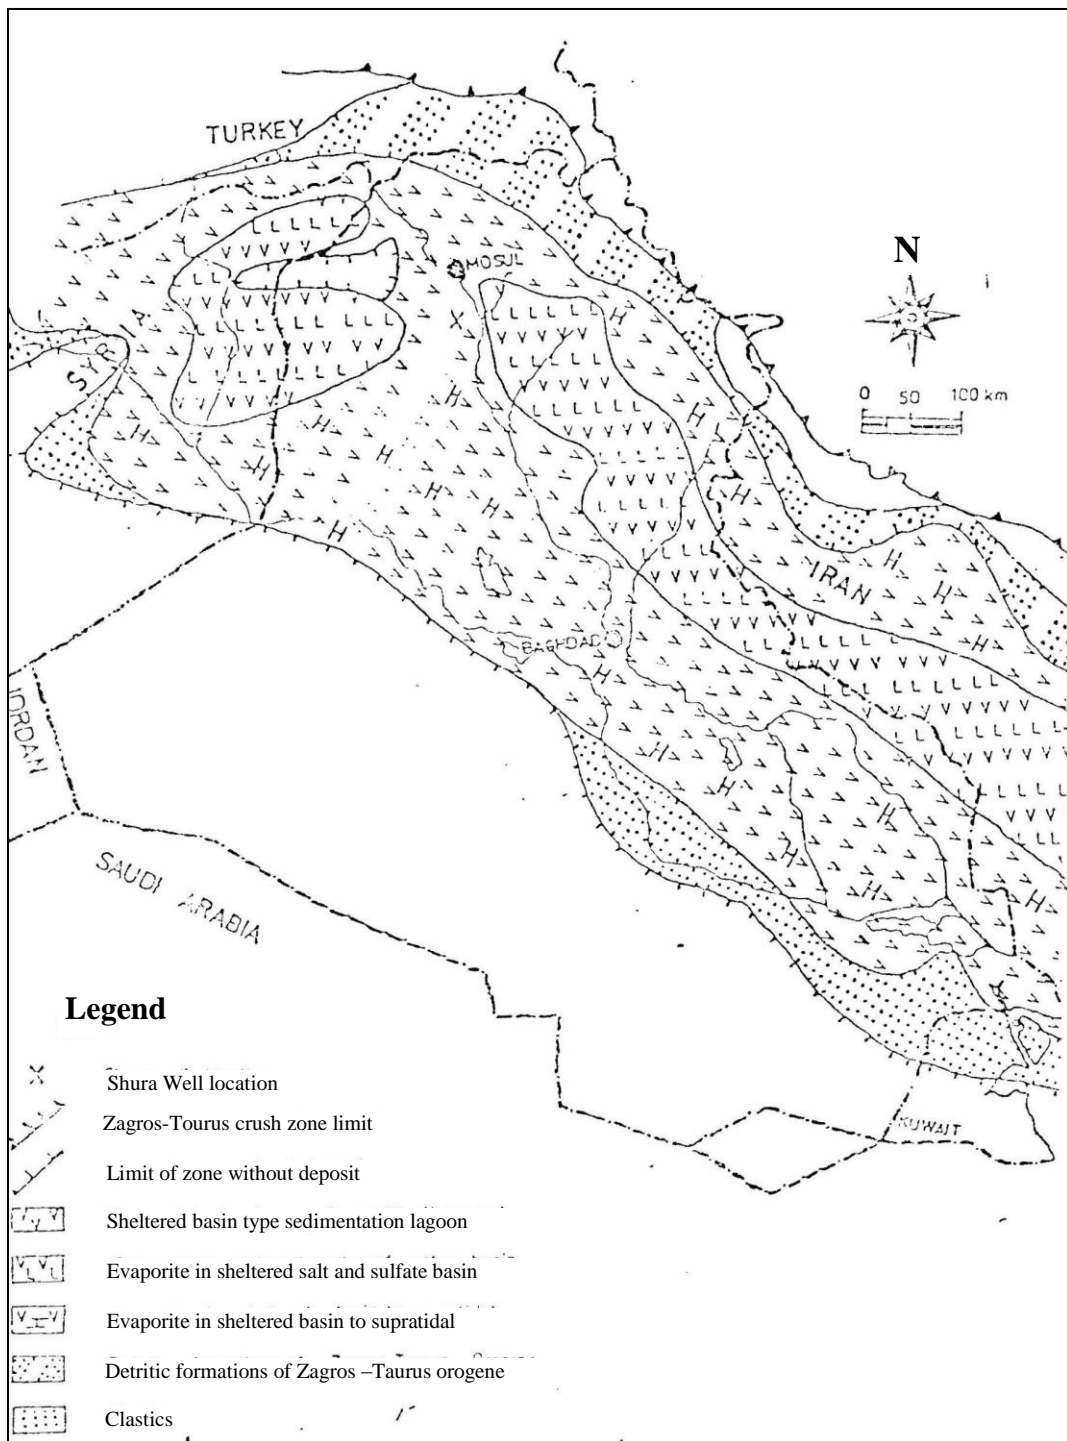 TURKEY
N
MOSUL
SYRIA
X
0 50 100 km
IRAN
BAGHDAD
JORDAN
SAUDI ARABIA
KUWAIT
Legend
X Shura Well location
Zagros-Tourus crush zone limit
Limit of zone without deposit
Sheltered basin type sedimentation lagoon
Evaporite in sheltered salt and sulfate basin
Evaporite in sheltered basin to supratidal
Detritic formations of Zagros –Taurus orogene
Clastics